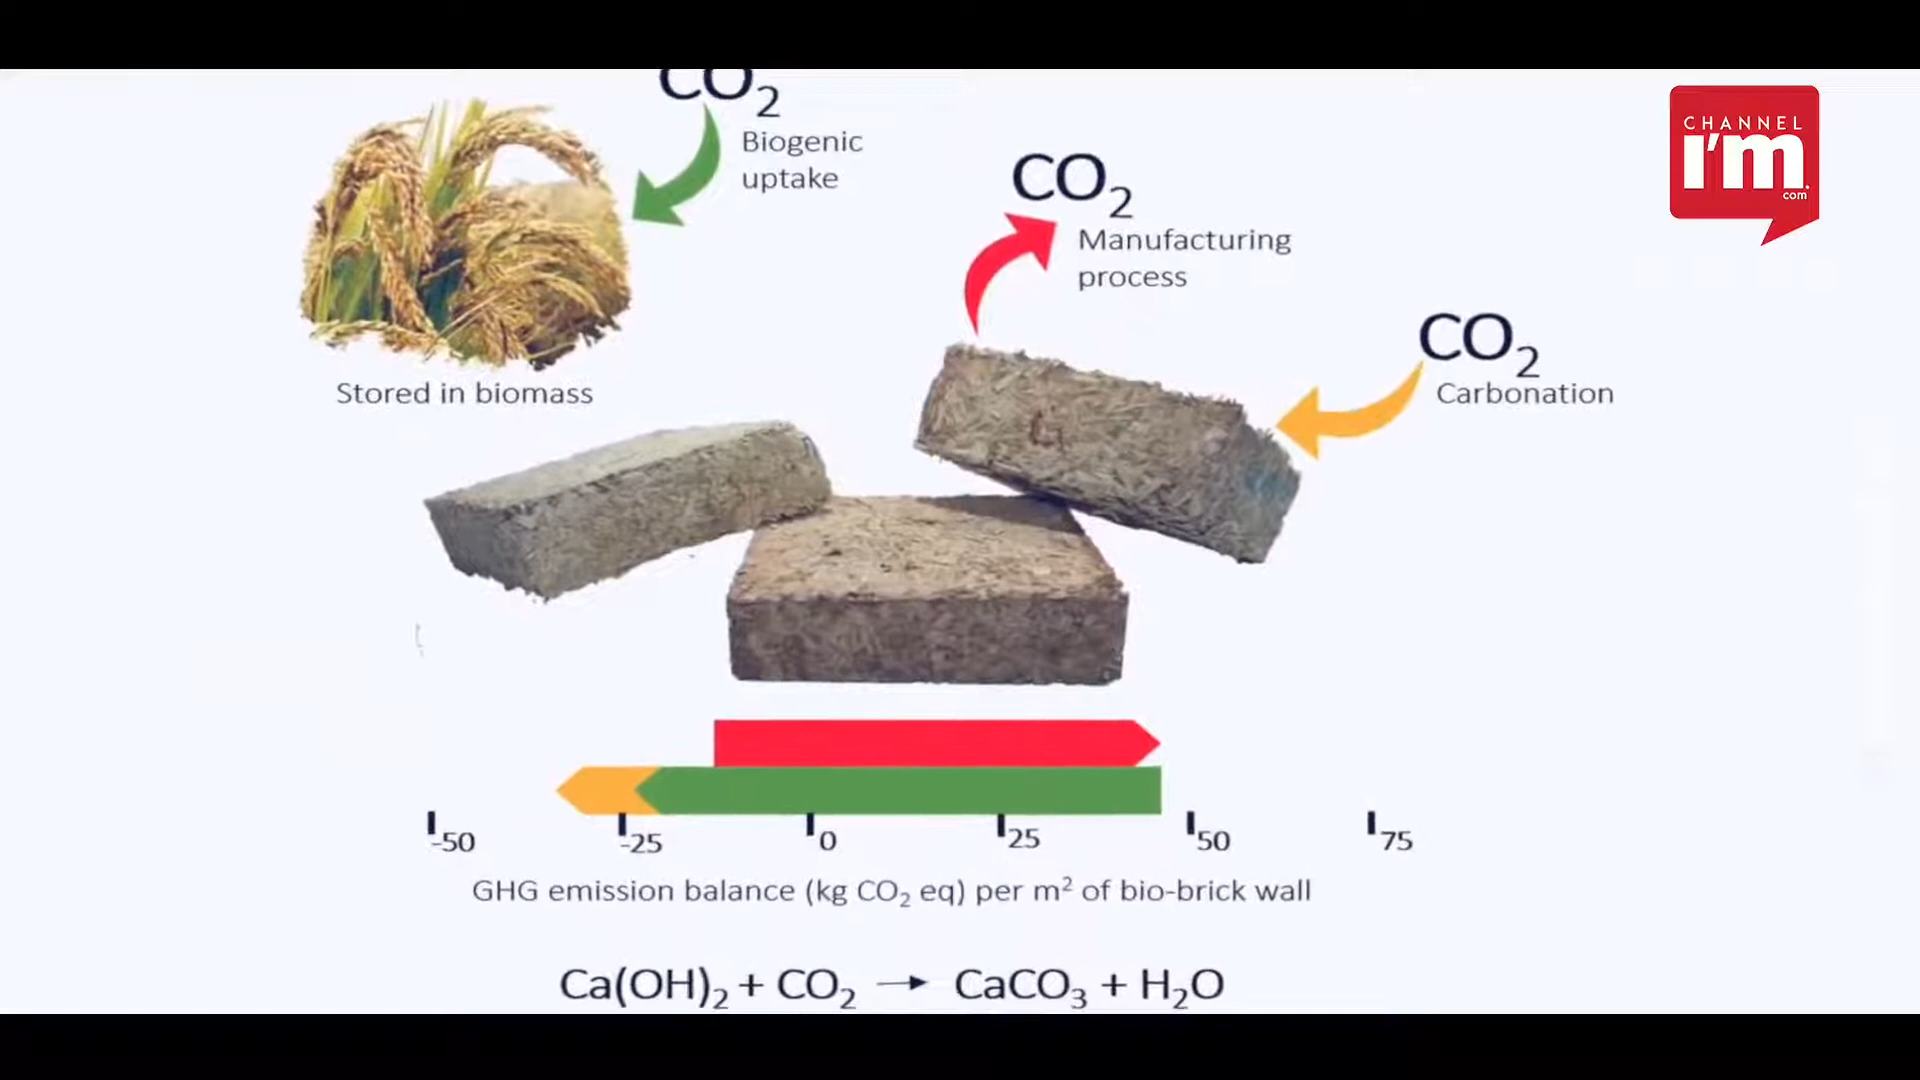 CO₂
Biogenic
uptake
CHANNEL
I'm
.com
CO₂
Manufacturing
process
CO₂
Carbonation
Stored in biomass
-50
-25
0
25
50
75
GHG emission balance (kg CO₂ eq) per m² of bio-brick wall
Ca(OH)₂ + CO₂ → CaCO₃ + H₂O